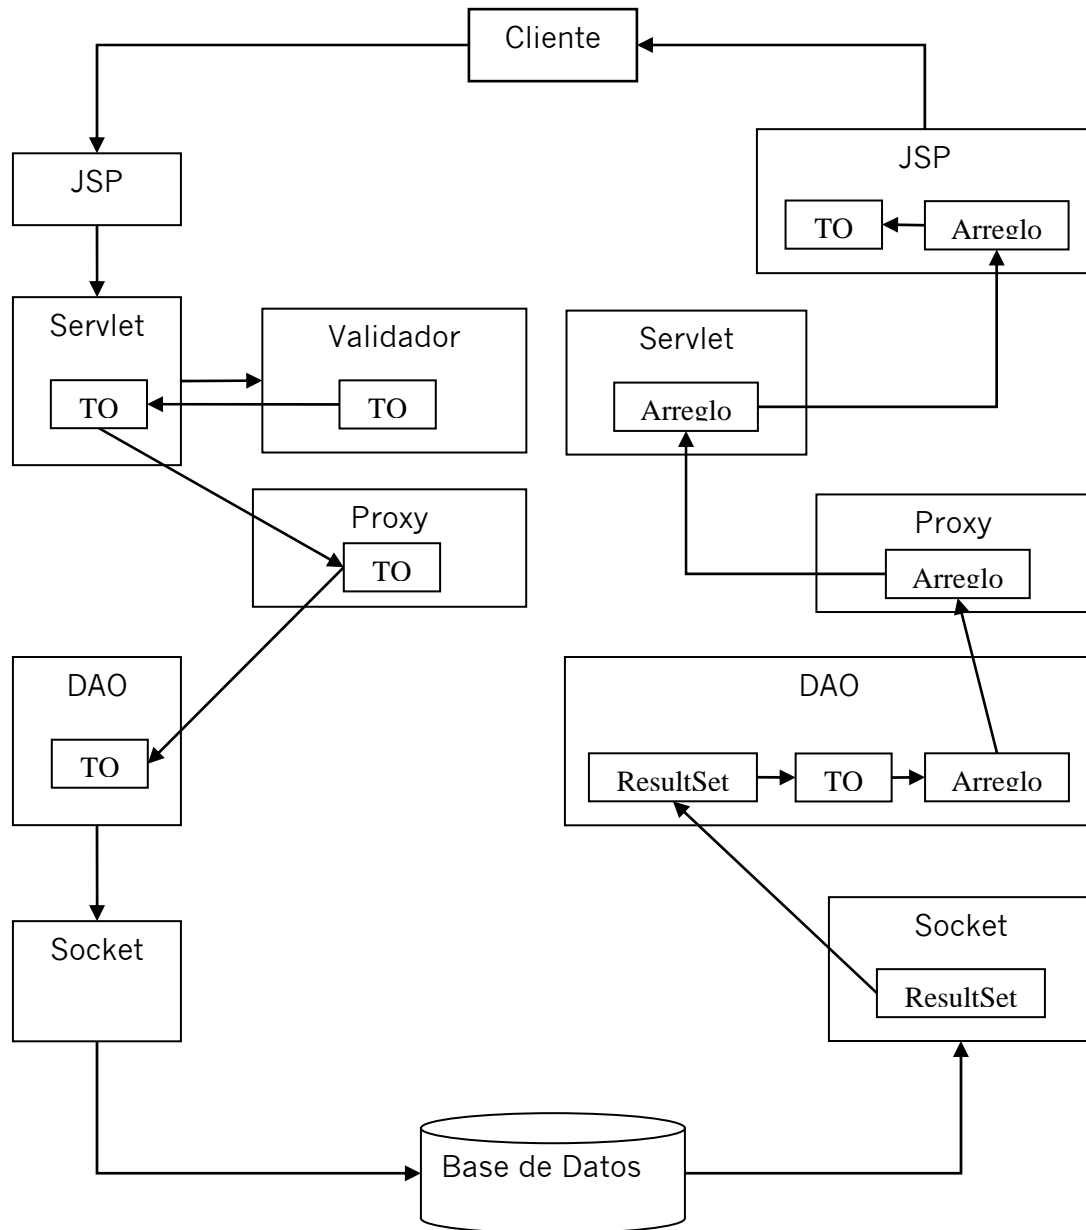 Cliente
JSP
JSP
TO
Arreglo
Servlet
Validador
Servlet
TO
TO
Arreglo
Proxy
Proxy
TO
Arreglo
DAO
DAO
TO
ResultSet
TO
Arreglo
Socket
Socket
ResultSet
Base de Datos